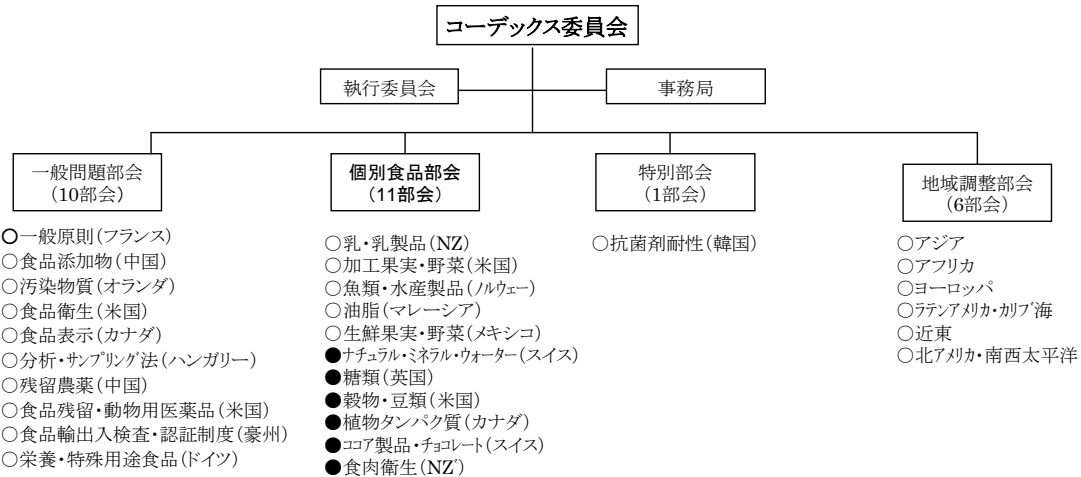 コーデックス委員会
執行委員会
事務局
一般問題部会
(10部会)
○一般原則(フランス)
○食品添加物(中国)
○汚染物質(オランダ)
○食品衛生(米国)
○食品表示(カナダ)
○分析・サンプリング法(ハンガリー)
○残留農薬(中国)
○食品残留・動物用医薬品(米国)
○食品輸出入検査・認証制度(豪州)
○栄養・特殊用途食品(ドイツ)
個別食品部会
(11部会)
○乳・乳製品(NZ)
○加工果実・野菜(米国)
○魚類・水産製品(ノルウェー)
○油脂(マレーシア)
○生鮮果実・野菜(メキシコ)
●ナチュラル・ミネラル・ウォーター(スイス)
●糖類(英国)
●穀物・豆類(米国)
●植物タンパク質(カナダ)
●ココア製品・チョコレート(スイス)
●食肉衛生(NZ)
特別部会
(1部会)
○抗菌剤耐性(韓国)
地域調整部会
(6部会)
○アジア
○アフリカ
○ヨーロッパ
○ラテンアメリカ・カリブ海
○近東
○北アメリカ・南西太平洋